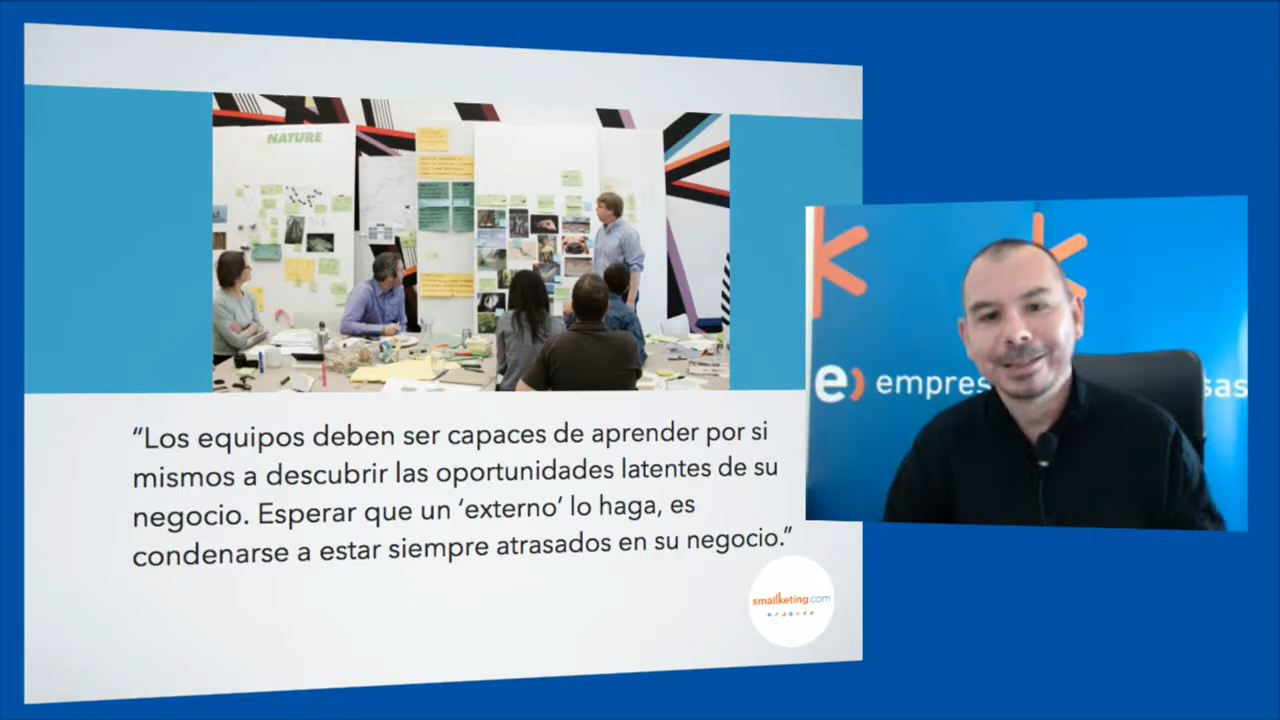 NATURE
“Los equipos deben ser capaces de aprender por si
mismos a descubrir las oportunidades latentes de su
negocio. Esperar que un ‘externo’ lo haga, es
condenarse a estar siempre atrasados en su negocio.”
smallketing.com
e) empres
sas